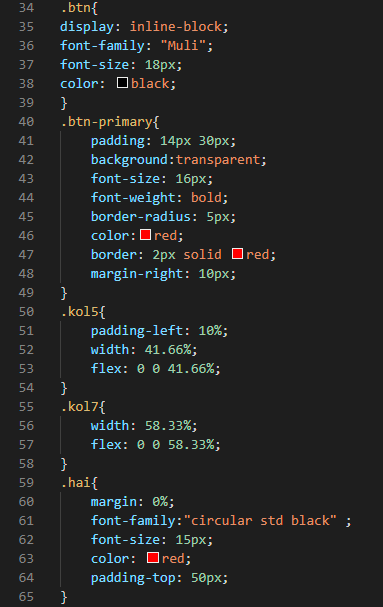 34 .btn{
35 display: inline-block;
36 font-family: "Muli";
37 font-size: 18px;
38 color: black;
39 }
40 .btn-primary{
41 padding: 14px 30px;
42 background:transparent;
43 font-size: 16px;
44 font-weight: bold;
45 border-radius: 5px;
46 color:red;
47 border: 2px solid red;
48 margin-right: 10px;
49 }
50 .kol5{
51 padding-left: 10%;
52 width: 41.66%;
53 flex: 0 0 41.66%;
54 }
55 .kol7{
56 width: 58.33%;
57 flex: 0 0 58.33%;
58 }
59 .hai{
60 margin: 0%;
61 font-family:"circular std black" ;
62 font-size: 15px;
63 color: red;
64 padding-top: 50px;
65 }